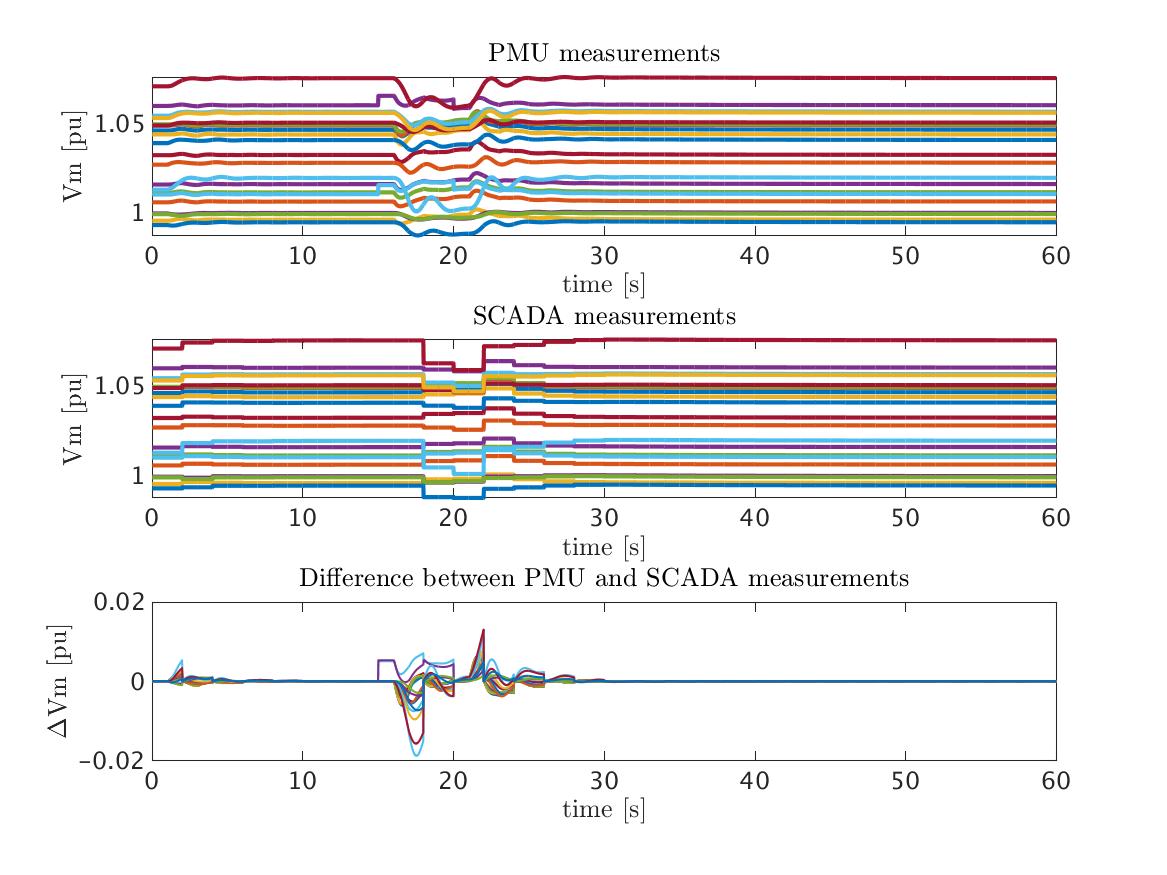 PMU measurements
1.05
1
Vm [pu]
0 10 20 30 40 50 60
time [s]
SCADA measurements
1.05
1
Vm [pu]
0 10 20 30 40 50 60
time [s]
Difference between PMU and SCADA measurements
0.02
0
-0.02
ΔVm [pu]
0 10 20 30 40 50 60
time [s]